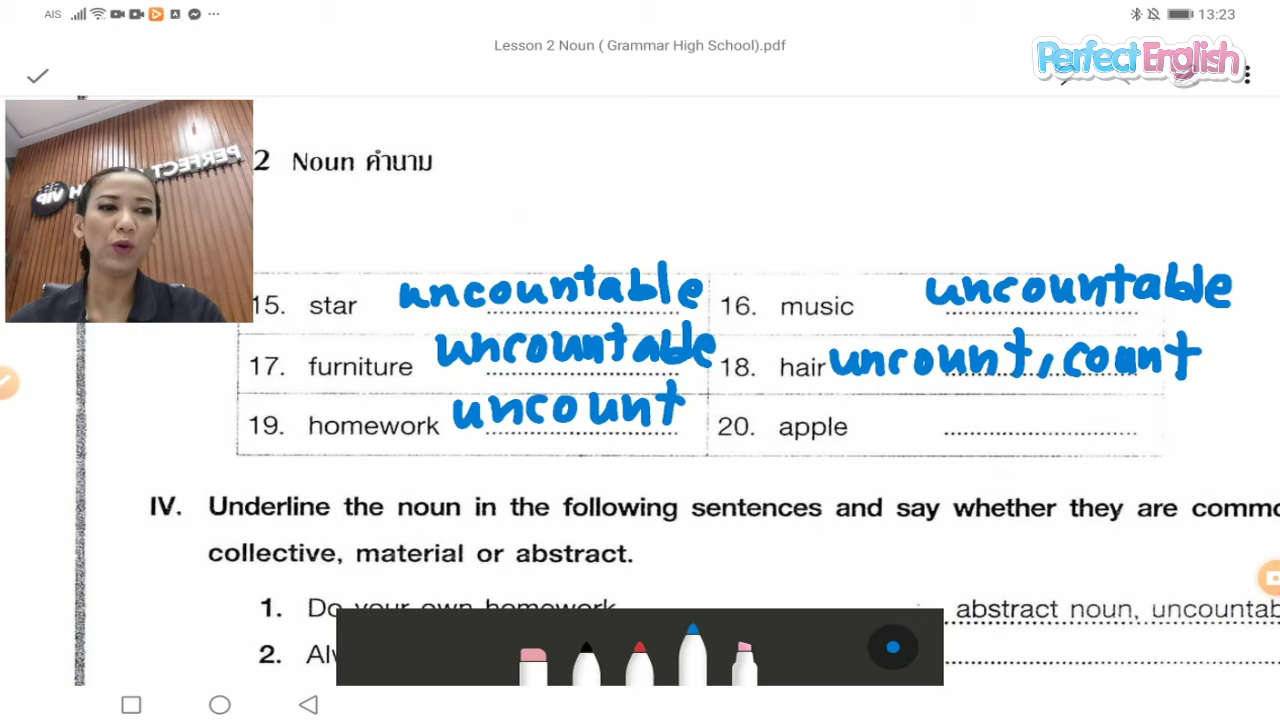 AIS 13:23
Lesson 2 Noun ( Grammar High School).pdf
Perfect English
PERFECT VIP
2 Noun คำนาม
15. star uncountable 16. music uncountable
17. furniture uncountable 18. hair uncount, count
19. homework uncount 20. apple
IV. Underline the noun in the following sentences and say whether they are commo
collective, material or abstract.
1. Do your own homework abstract noun, uncountab
2. Alv